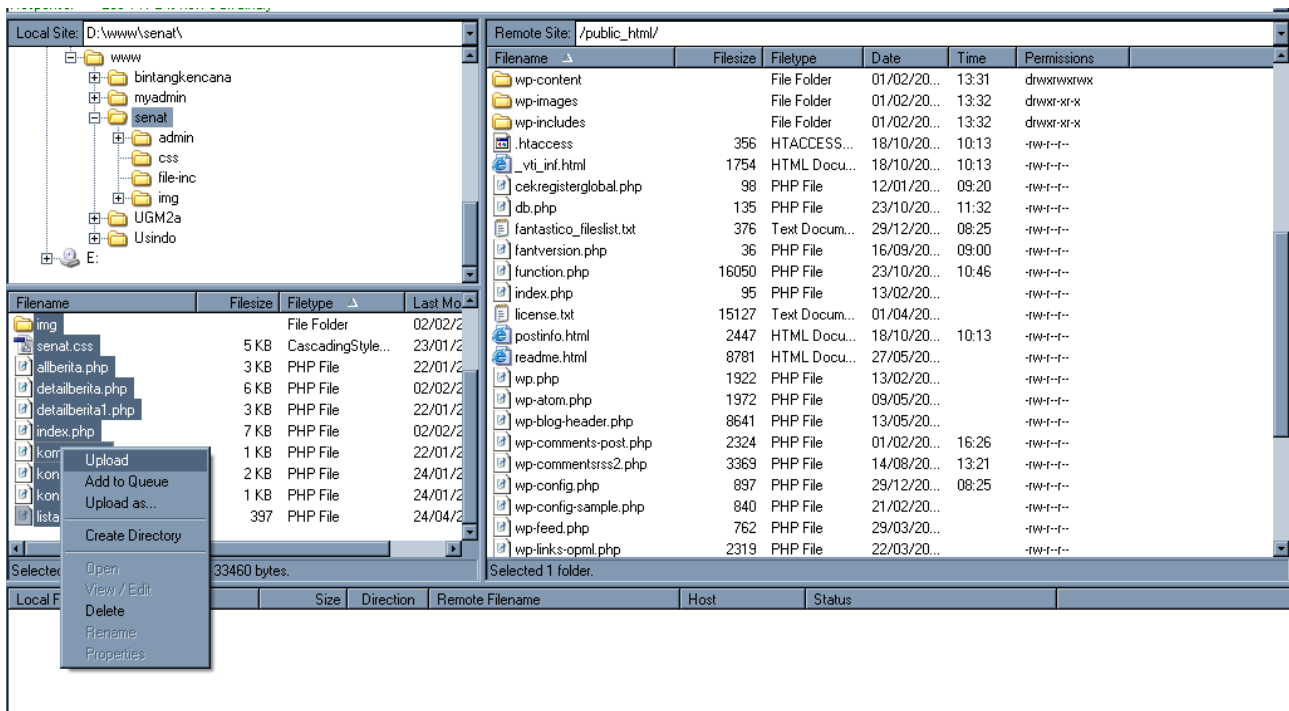 Local Site: D:\www\senat\
www
bintangkencana
myadmin
senat
admin
css
file-inc
img
UGM2a
Usindo
E:
Filename Filesize Filetype Last Mo
img File Folder 02/02/2
senat.css 5 KB CascadingStyle... 23/01/2
allberita.php 3 KB PHP File 22/01/2
detailberita.php 6 KB PHP File 02/02/2
detailberita1.php 3 KB PHP File 22/01/2
index.php 7 KB PHP File 02/02/2
kom 1 KB PHP File 22/01/2
kon 2 KB PHP File 24/01/2
kon 1 KB PHP File 24/01/2
lista 397 PHP File 24/04/2
Selected 33460 bytes.
Upload
Add to Queue
Upload as...
Create Directory
Open
View / Edit
Delete
Rename
Properties
Remote Site: /public_html/
Filename Filesize Filetype Date Time Permissions
wp-content File Folder 01/02/20... 13:31 drwxrwxrwx
wp-images File Folder 01/02/20... 13:32 drwxr-xr-x
wp-includes File Folder 01/02/20... 13:32 drwxr-xr-x
.htaccess 356 HTACCESS... 18/10/20... 10:13 -rw-r--r--
_vti_inf.html 1754 HTML Docu... 18/10/20... 10:13 -rw-r--r--
cekregisterglobal.php 98 PHP File 12/01/20... 09:20 -rw-r--r--
db.php 135 PHP File 23/10/20... 11:32 -rw-r--r--
fantastico_fileslist.txt 376 Text Docum... 29/12/20... 08:25 -rw-r--r--
fantversion.php 36 PHP File 16/09/20... 09:00 -rw-r--r--
function.php 16050 PHP File 23/10/20... 10:46 -rw-r--r--
index.php 95 PHP File 13/02/20... -rw-r--r--
license.txt 15127 Text Docum... 01/04/20... -rw-r--r--
postinfo.html 2447 HTML Docu... 18/10/20... 10:13 -rw-r--r--
readme.html 8781 HTML Docu... 27/05/20... -rw-r--r--
wp.php 1922 PHP File 13/02/20... -rw-r--r--
wp-atom.php 1972 PHP File 09/05/20... -rw-r--r--
wp-blog-header.php 8641 PHP File 13/05/20... -rw-r--r--
wp-comments-post.php 2324 PHP File 01/02/20... 16:26 -rw-r--r--
wp-commentsrss2.php 3369 PHP File 14/08/20... 13:21 -rw-r--r--
wp-config.php 897 PHP File 29/12/20... 08:25 -rw-r--r--
wp-config-sample.php 840 PHP File 21/02/20... -rw-r--r--
wp-feed.php 762 PHP File 29/03/20... -rw-r--r--
wp-links-opml.php 2319 PHP File 22/03/20... -rw-r--r--
Selected 1 folder.
Local F Size Direction Remote Filename Host Status